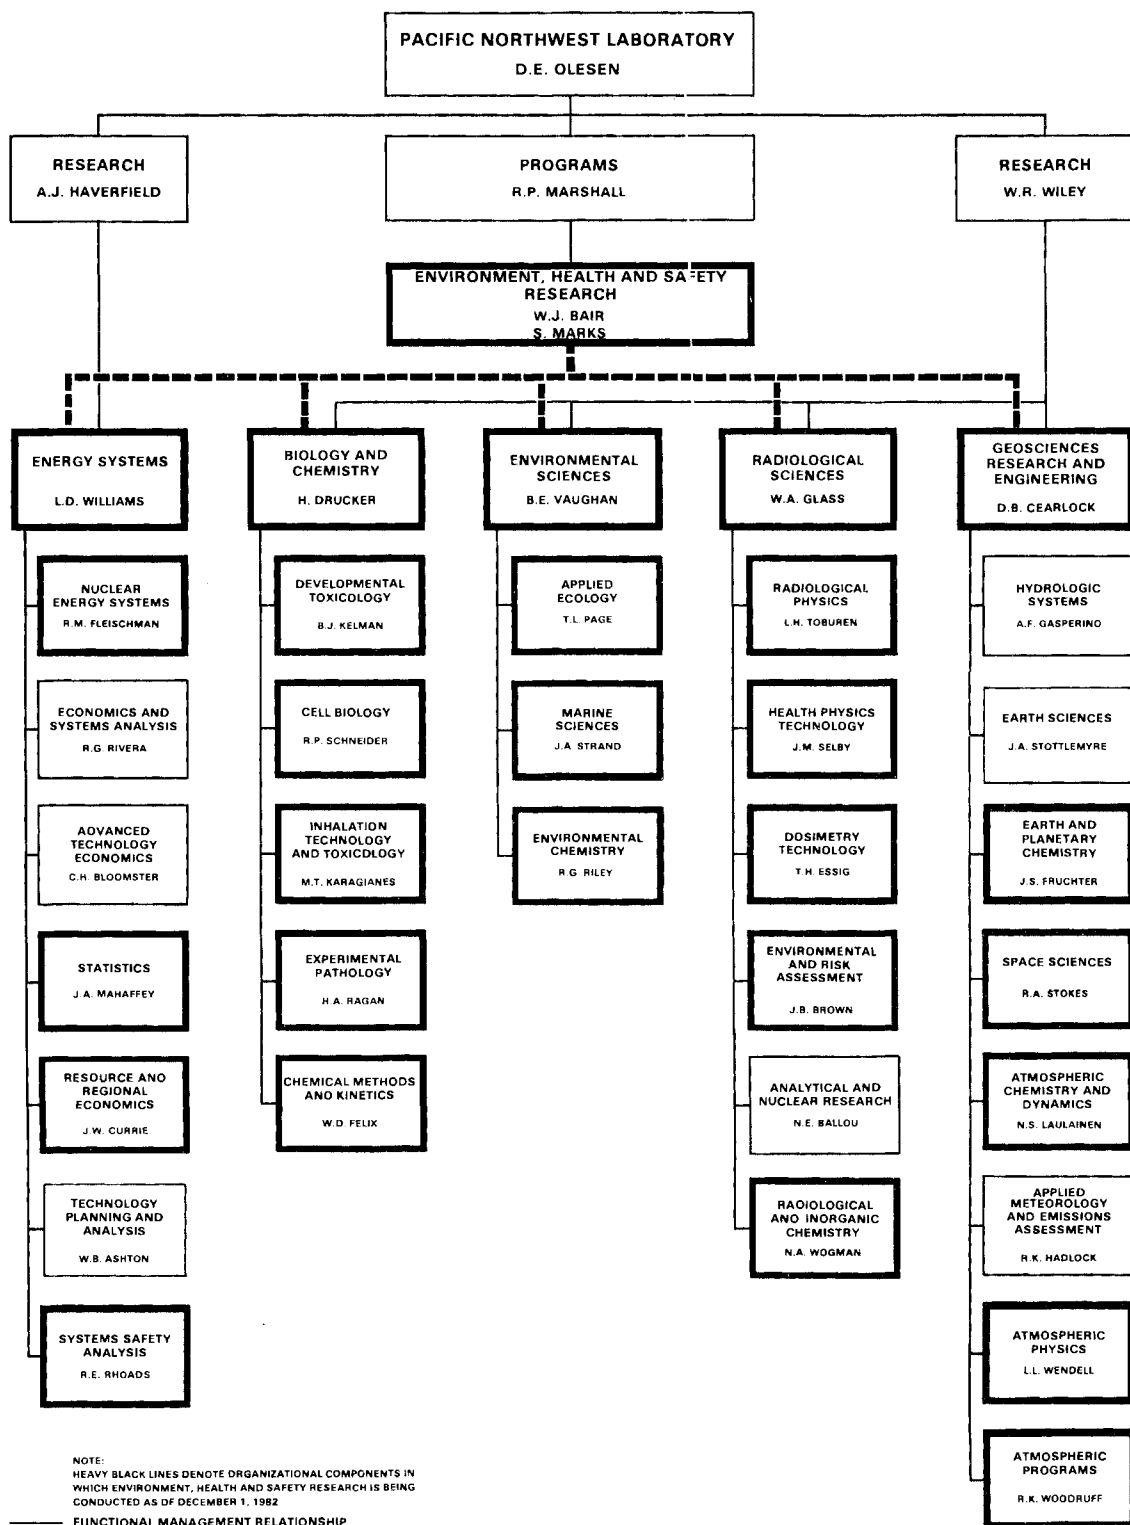 PACIFIC NORTHWEST LABORATORY
D.E. OLESEN
RESEARCH
A.J. HAVERFIELD
PROGRAMS
R.P. MARSHALL
RESEARCH
W.R. WILEY
ENVIRONMENT, HEALTH AND SAFETY
RESEARCH
W.J. BAIR
S. MARKS
ENERGY SYSTEMS
L.D. WILLIAMS
BIOLOGY AND
CHEMISTRY
H. DRUCKER
ENVIRONMENTAL
SCIENCES
B.E. VAUGHAN
RADIOLOGICAL
SCIENCES
W.A. GLASS
GEOSCIENCES
RESEARCH AND
ENGINEERING
D.B. CEARLOCK
NUCLEAR
ENERGY SYSTEMS
R.M. FLEISCHMAN
ECONOMICS AND
SYSTEMS ANALYSIS
R.G. RIVERA
ADVANCED
TECHNOLOGY
ECONOMICS
C.H. BLOOMSTER
STATISTICS
J.A. MAHAFFEY
RESOURCE AND
REGIONAL
ECONOMICS
J.W. CURRIE
TECHNOLOGY
PLANNING AND
ANALYSIS
W.B. ASHTON
SYSTEMS SAFETY
ANALYSIS
R.E. RHOADS
DEVELOPMENTAL
TOXICOLOGY
B.J. KELMAN
CELL BIOLOGY
R.P. SCHNEIDER
INHALATION
TECHNOLOGY
AND TOXICOLOGY
M.T. KARAGIANES
EXPERIMENTAL
PATHOLOGY
H.A. RAGAN
CHEMICAL METHODS
AND KINETICS
W.D. FELIX
APPLIED
ECOLOGY
T.L. PAGE
MARINE
SCIENCES
J.A. STRAND
ENVIRONMENTAL
CHEMISTRY
R.G. RILEY
RADIOLOGICAL
PHYSICS
L.H. TOBUREN
HEALTH PHYSICS
TECHNOLOGY
J.M. SELBY
DOSIMETRY
TECHNOLOGY
T.H. ESSIG
ENVIRONMENTAL
AND RISK
ASSESSMENT
J.B. BROWN
ANALYTICAL AND
NUCLEAR RESEARCH
N.E. BALLOU
RADIOLOGICAL
AND INORGANIC
CHEMISTRY
N.A. WOGMAN
HYDROLOGIC
SYSTEMS
A.F. GASPERINO
EARTH SCIENCES
J.A. STOTTLEMYRE
EARTH AND
PLANETARY
CHEMISTRY
J.S. FRUCHTER
SPACE SCIENCES
R.A. STOKES
ATMOSPHERIC
CHEMISTRY AND
DYNAMICS
N.S. LAULAINEN
APPLIED
METEOROLOGY
AND EMISSIONS
ASSESSMENT
R.K. HADLOCK
ATMOSPHERIC
PHYSICS
L.L. WENDELL
ATMOSPHERIC
PROGRAMS
R.K. WOODRUFF
NOTE:
HEAVY BLACK LINES DENOTE ORGANIZATIONAL COMPONENTS IN
WHICH ENVIRONMENT, HEALTH AND SAFETY RESEARCH IS BEING
CONDUCTED AS OF DECEMBER 1, 1982
FUNCTIONAL MANAGEMENT RELATIONSHIP